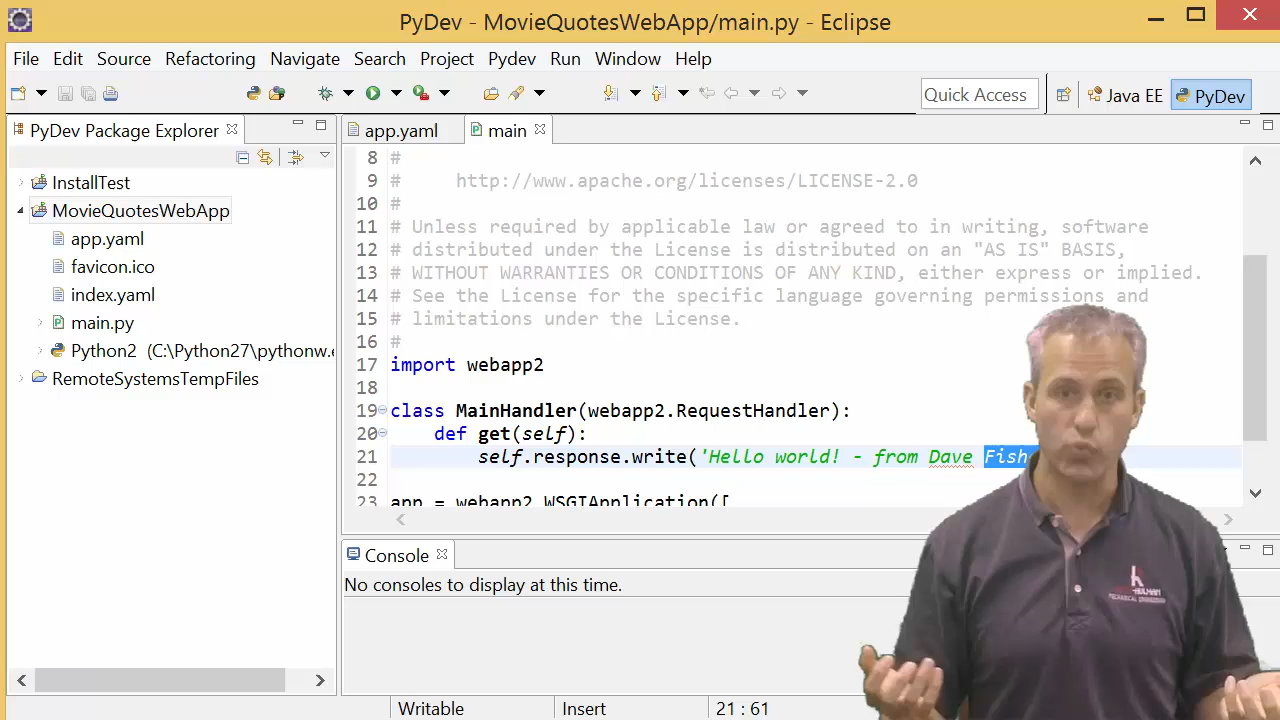 PyDev - MovieQuotesWebApp/main.py - Eclipse
File Edit Source Refactoring Navigate Search Project Pydev Run Window Help
Quick Access
Java EE
PyDev
PyDev Package Explorer
app.yaml
main
InstallTest
MovieQuotesWebApp
app.yaml
favicon.ico
index.yaml
main.py
Python2 (C:\Python27\pythonw.e
RemoteSystemsTempFiles
8 #
9 # http://www.apache.org/licenses/LICENSE-2.0
10 #
11 # Unless required by applicable law or agreed to in writing, software
12 # distributed under the License is distributed on an "AS IS" BASIS,
13 # WITHOUT WARRANTIES OR CONDITIONS OF ANY KIND, either express or implied.
14 # See the License for the specific language governing permissions and
15 # limitations under the License.
16 #
17 import webapp2
18
19 class MainHandler(webapp2.RequestHandler):
20 def get(self):
21 self.response.write('Hello world! - from Dave Fish
22
23 app = webapp2.WSGIApplication([
Console
No consoles to display at this time.
Writable
Insert
21 : 61